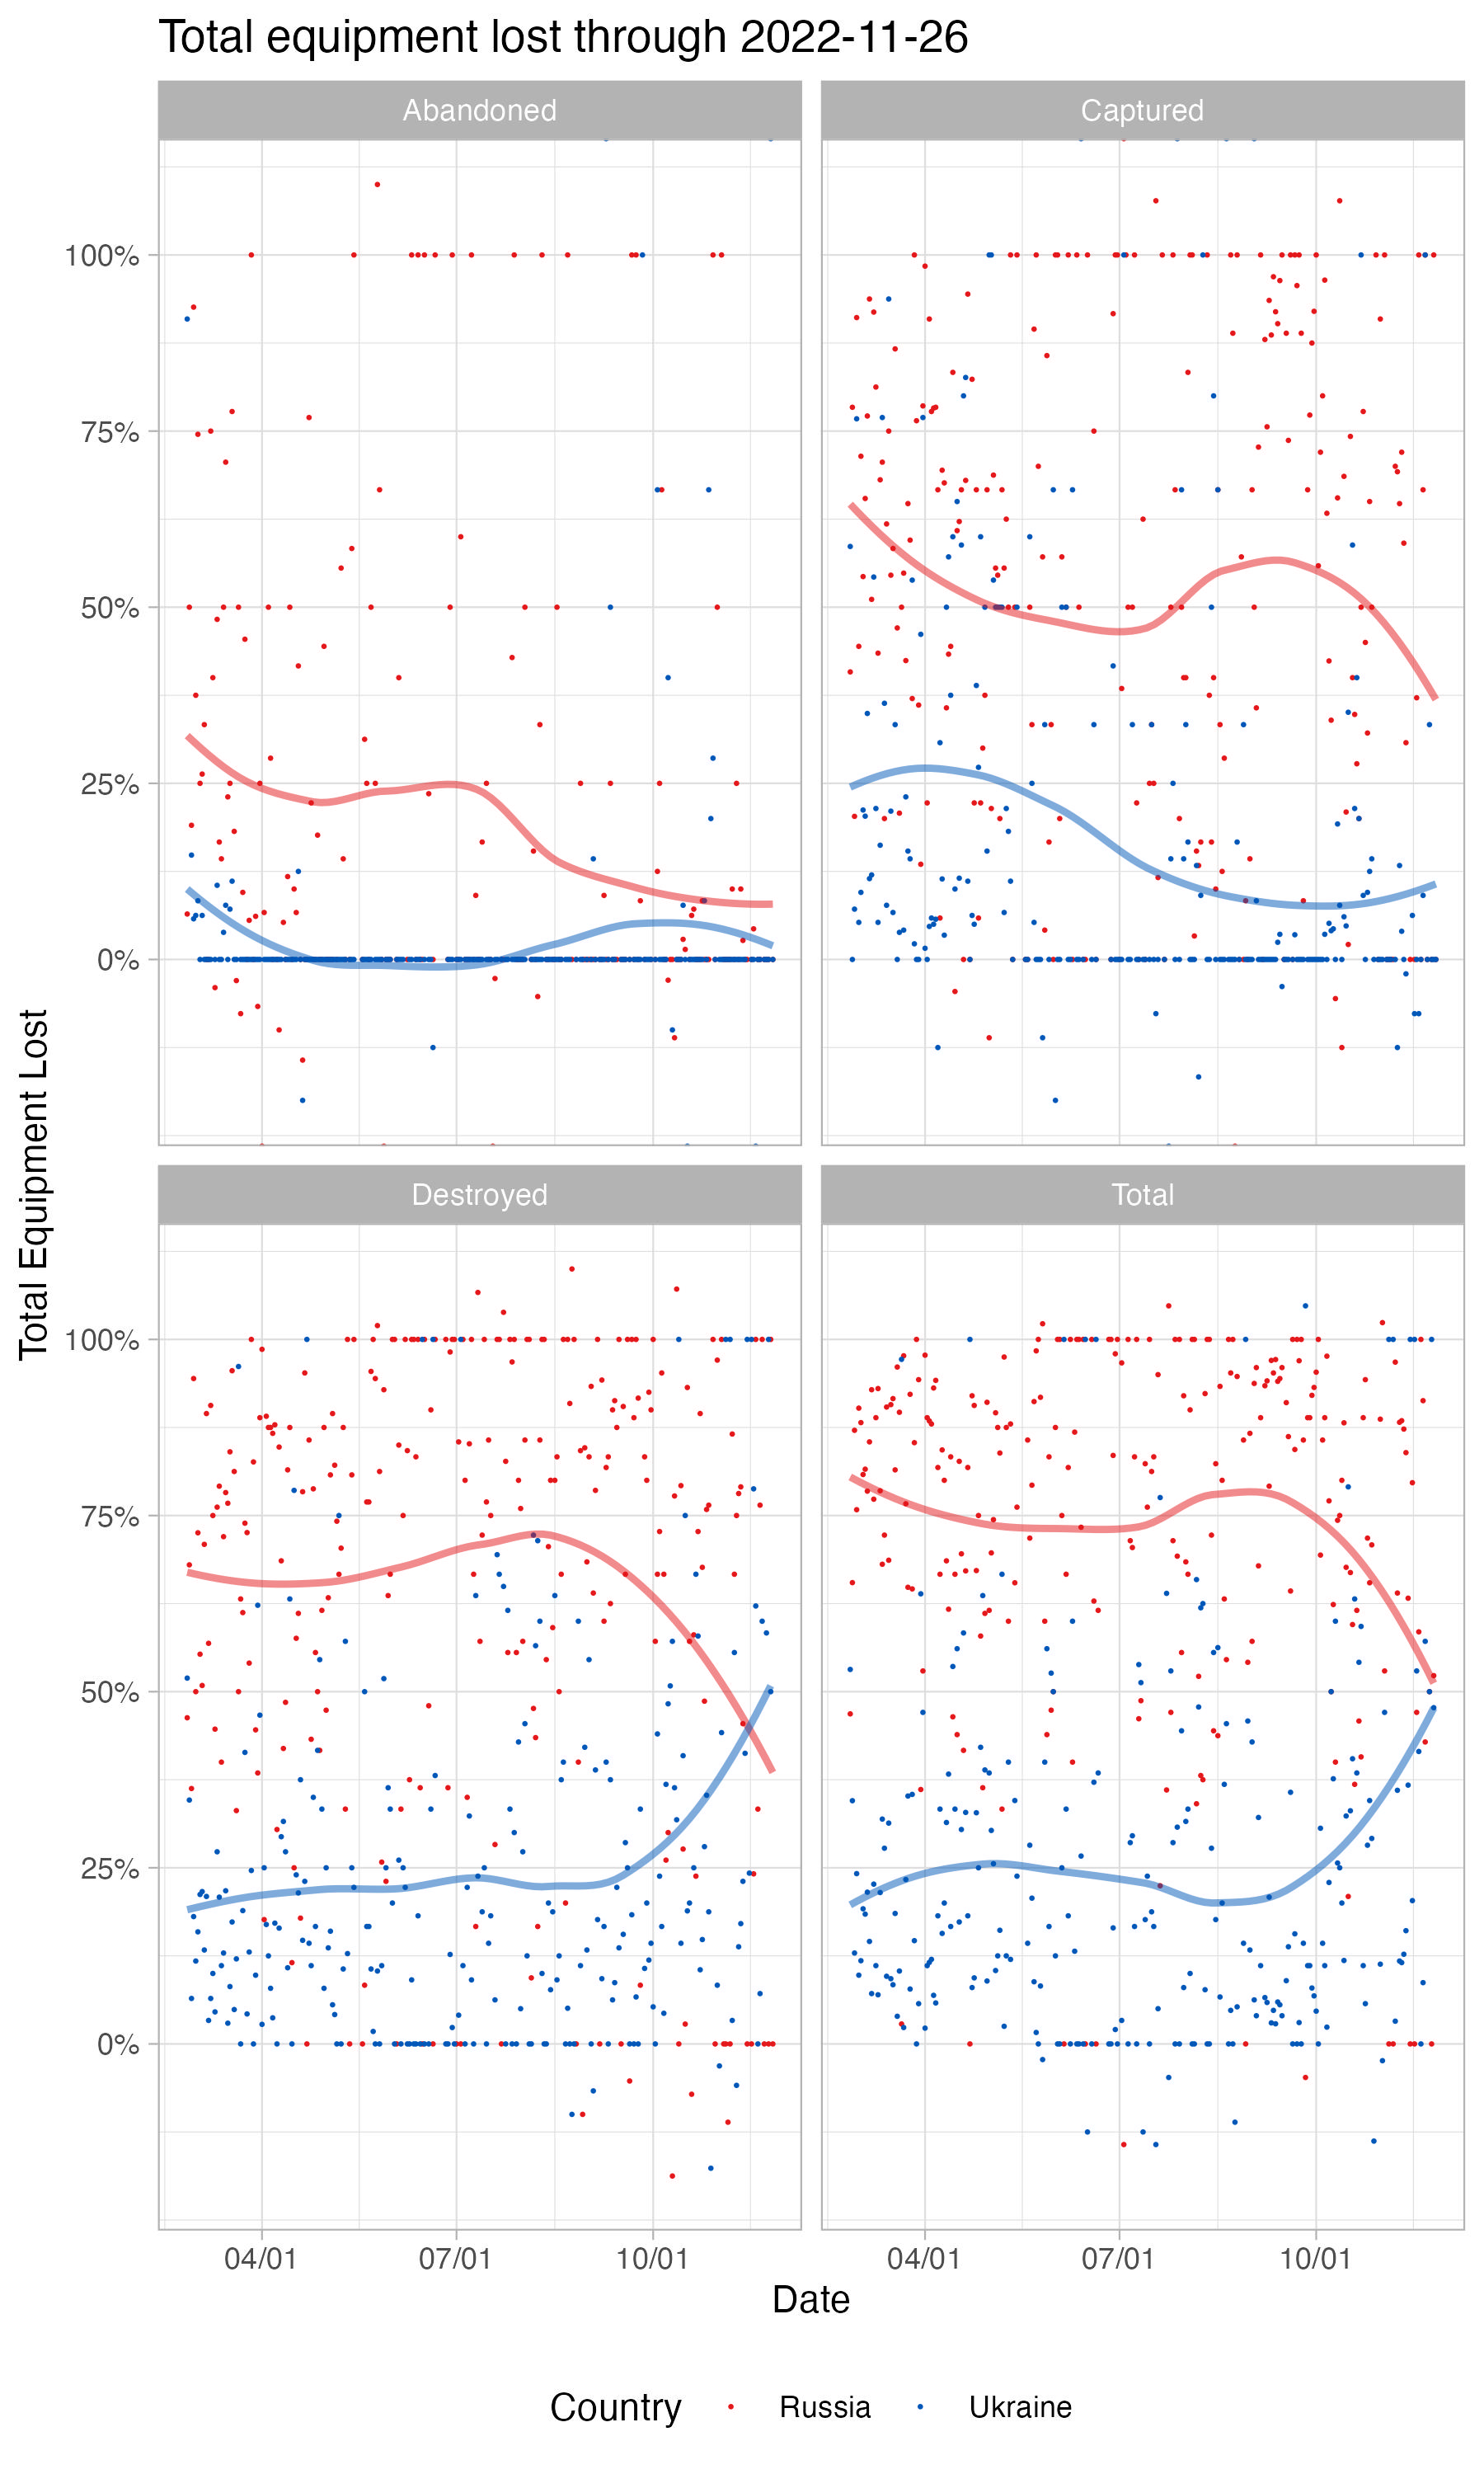 Total equipment lost through 2022-11-26
Abandoned
Captured
100%
75%
50%
25%
0%
Total Equipment Lost
Destroyed
Total
100%
75%
50%
25%
0%
04/01 07/01 10/01
04/01 07/01 10/01
Date
Country Russia Ukraine